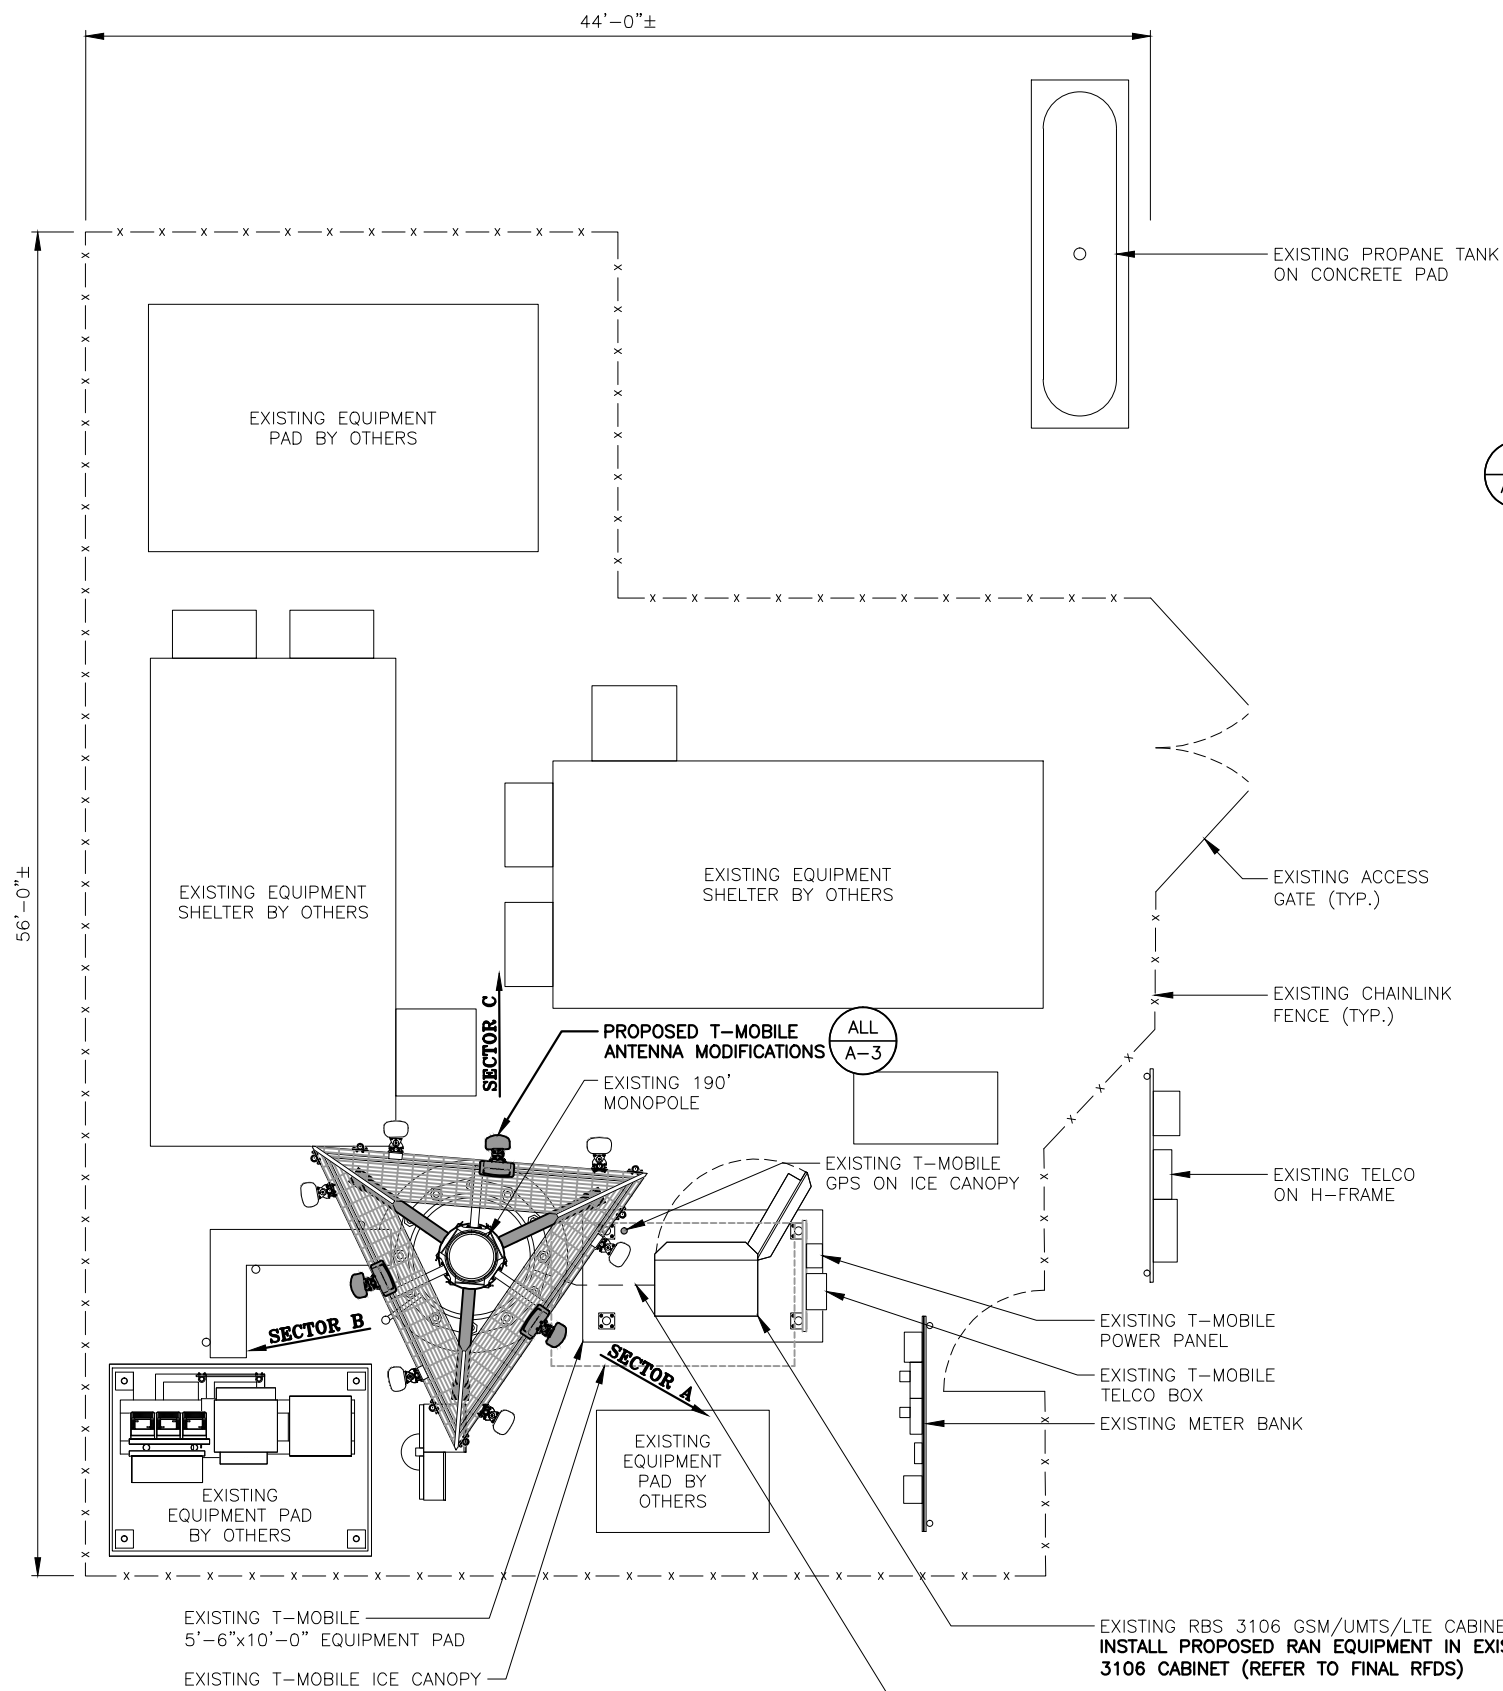 44'-0"±
EXISTING PROPANE TANK
ON CONCRETE PAD
EXISTING EQUIPMENT
PAD BY OTHERS
56'-0"±
EXISTING EQUIPMENT
SHELTER BY OTHERS
EXISTING EQUIPMENT
SHELTER BY OTHERS
EXISTING ACCESS
GATE (TYP.)
EXISTING CHAINLINK
FENCE (TYP.)
SECTOR C
PROPOSED T-MOBILE
ANTENNA MODIFICATIONS
ALL
A-3
EXISTING 190'
MONOPOLE
EXISTING T-MOBILE
GPS ON ICE CANOPY
EXISTING TELCO
ON H-FRAME
SECTOR B
SECTOR A
EXISTING T-MOBILE
POWER PANEL
EXISTING T-MOBILE
TELCO BOX
EXISTING METER BANK
EXISTING
EQUIPMENT
PAD BY
OTHERS
EXISTING
EQUIPMENT PAD
BY OTHERS
EXISTING T-MOBILE
5'-6"x10'-0" EQUIPMENT PAD
EXISTING T-MOBILE ICE CANOPY
EXISTING RBS 3106 GSM/UMTS/LTE CABINE
INSTALL PROPOSED RAN EQUIPMENT IN EXIS
3106 CABINET (REFER TO FINAL RFDS)